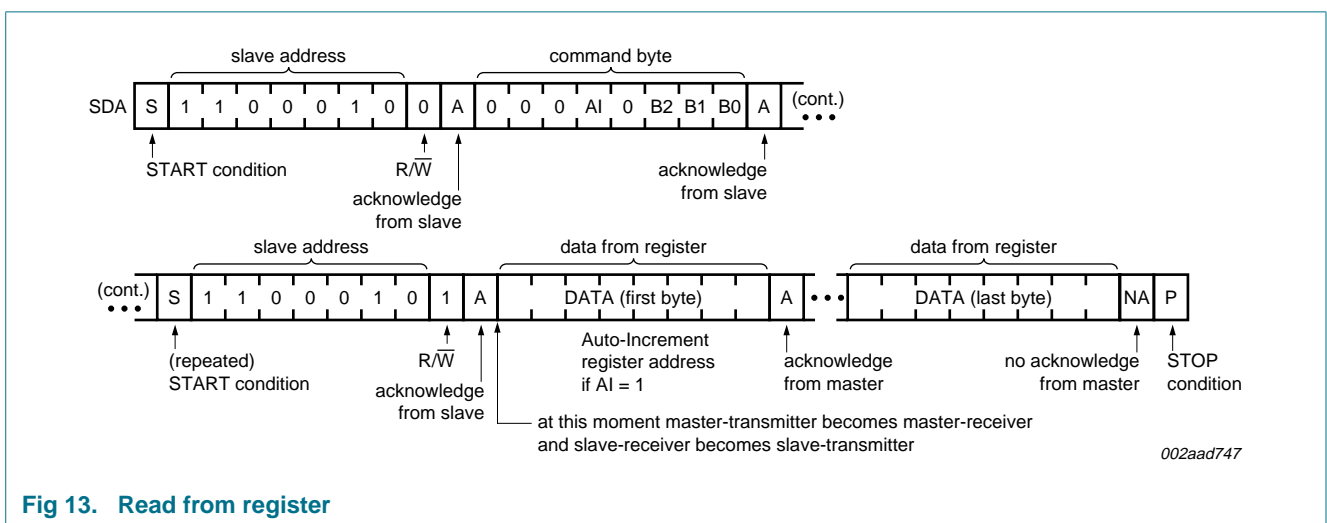 slave address command byte
SDA S 1 1 0 0 0 1 0 0 A 0 0 0 AI 0 B2 B1 B0 A (cont.)
START condition R/W̅ acknowledge
acknowledge from slave
from slave
slave address data from register data from register
(cont.) S 1 1 0 0 0 1 0 1 A DATA (first byte) A DATA (last byte) NA P
(repeated)
START condition
R/W̅
acknowledge
from slave
Auto-Increment
register address
if AI = 1
acknowledge
from master
no acknowledge
from master
STOP
condition
at this moment master-transmitter becomes master-receiver
and slave-receiver becomes slave-transmitter
002aad747
Fig 13. Read from register